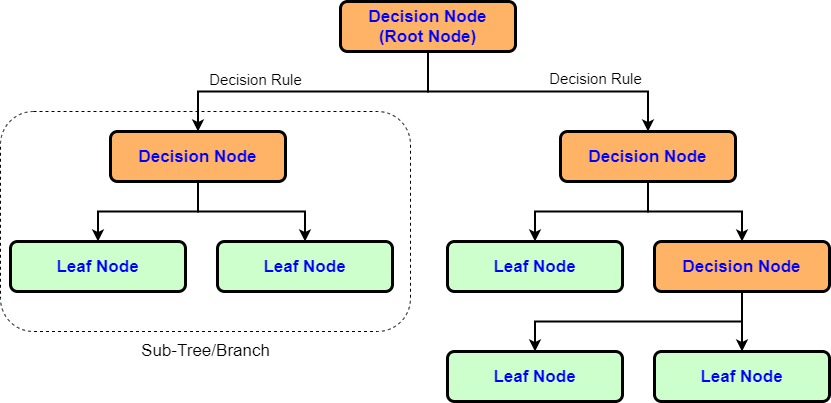 Decision Node
(Root Node)
Decision Rule
Decision Rule
Decision Node
Decision Node
Leaf Node
Leaf Node
Leaf Node
Decision Node
Sub-Tree/Branch
Leaf Node
Leaf Node